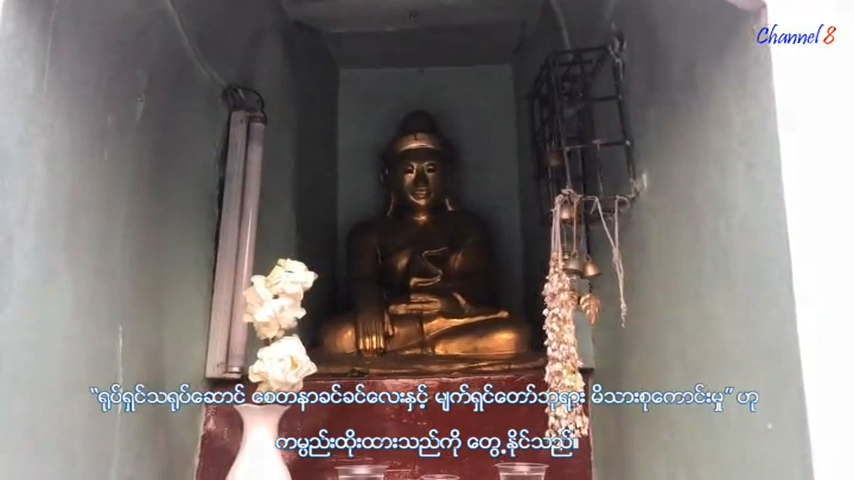 Channel 8
“ရုပ်ရှင်သရုပ်ဆောင် စေတနာခင်ခင်လေးနှင့် မျက်ရှင်တော်ဘုရား မိသားစုကောင်းမှု” ဟု
ကမ္ပည်းထိုးထားသည်ကို တွေ့နိုင်သည်။